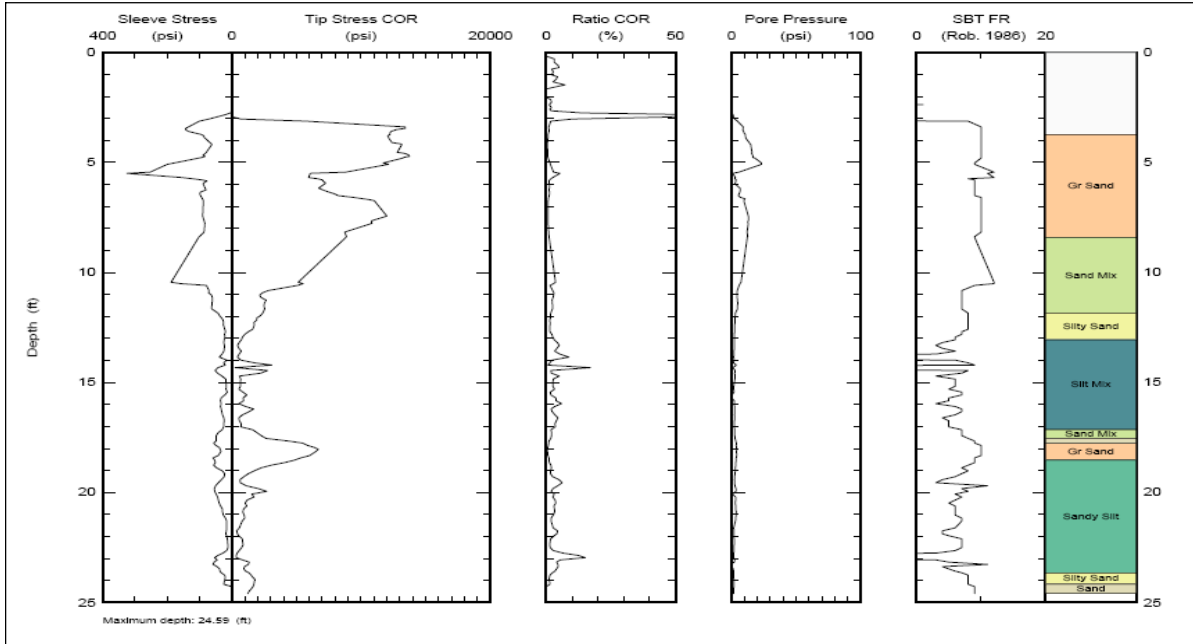 Sleeve Stress Tip Stress COR Ratio COR Pore Pressure SBT FR
(psi) (psi) (%) (psi) (Rob. 1986)
400 0 20000 0 50 0 100 0 20
0 0
5 5
Gr Sand
10 Sand Mix 10
Silty Sand
15 Silt Mix 15
Sand Mix
Gr Sand
20 20
Sandy Silt
Silty Sand
Sand
25 25
Depth (ft)
Maximum depth: 24.59 (ft)